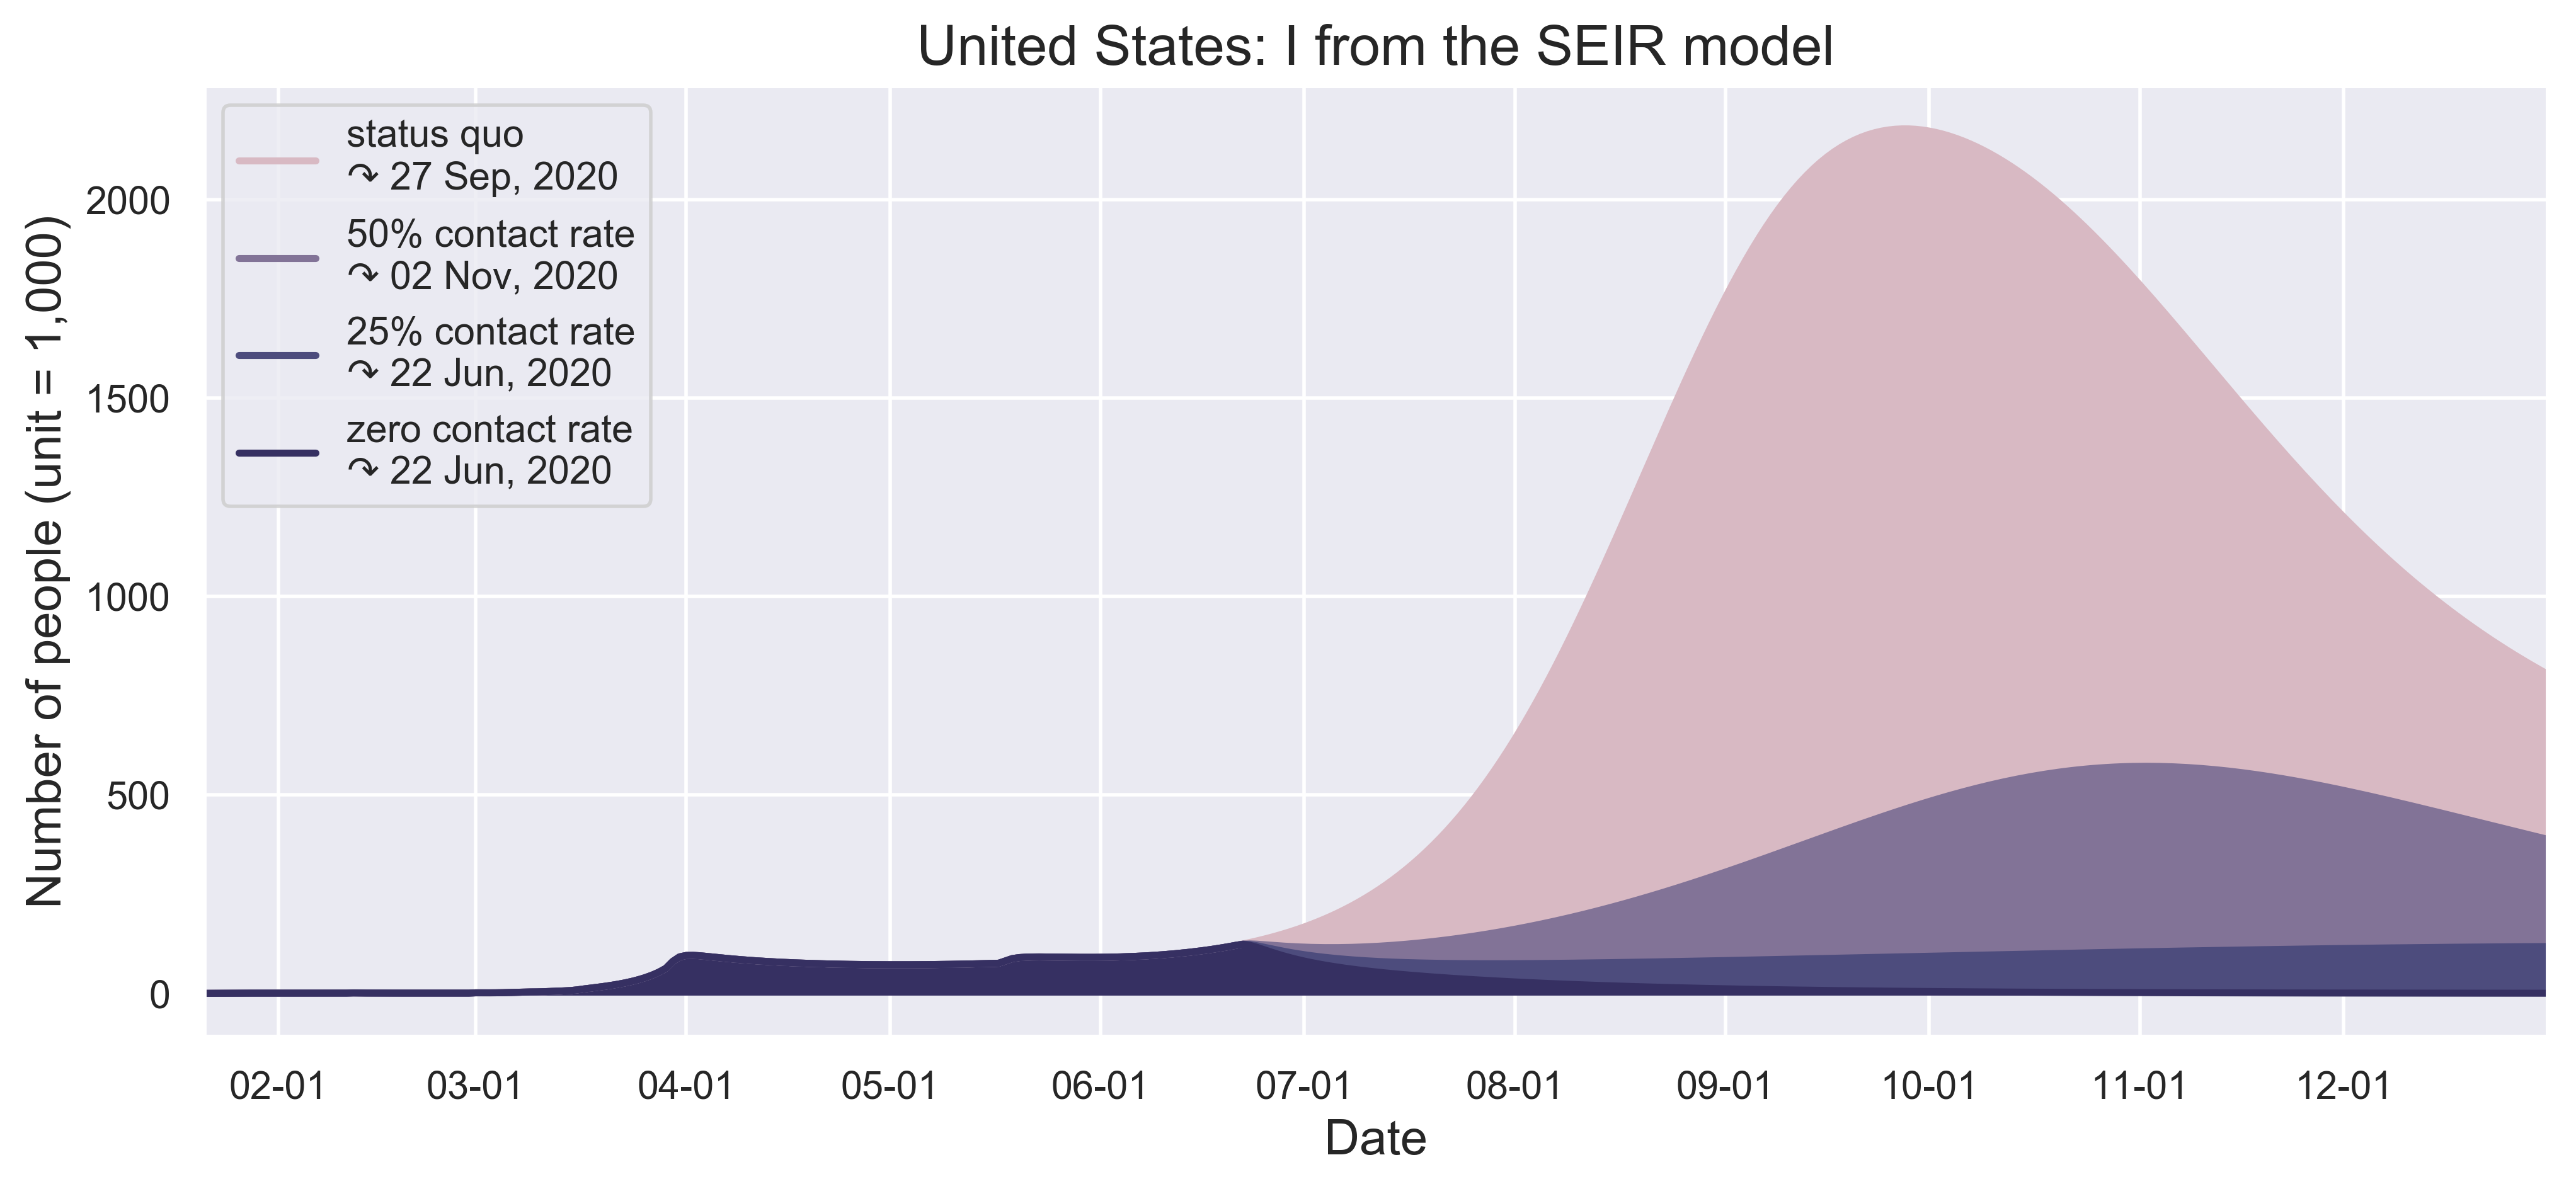 United States: I from the SEIR model
status quo
↷ 27 Sep, 2020
50% contact rate
↷ 02 Nov, 2020
25% contact rate
↷ 22 Jun, 2020
zero contact rate
↷ 22 Jun, 2020
Number of people (unit = 1,000)
2000
1500
1000
500
0
02-01 03-01 04-01 05-01 06-01 07-01 08-01 09-01 10-01 11-01 12-01
Date